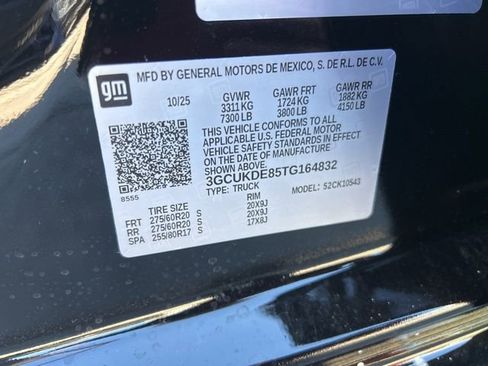 gm
MFD BY GENERAL MOTORS DE MEXICO, S. DE R.L. DE C.V.
10/25 GVWR GAWR FRT GAWR RR
3311 KG 1724 KG 1882 KG
7300 LB 3800 LB 4150 LB
THIS VEHICLE CONFORMS TO ALL
APPLICABLE U.S. FEDERAL MOTOR
VEHICLE SAFETY STANDARDS IN EFFECT
ON THE DATE OF MANUFACTURE
3GCUKDE85TG164832
8555 TYPE: TRUCK MODEL: 52CK10543
TIRE SIZE RIM
FRT 275/60R20 S 20X9J
RR 275/60R20 S 20X9J
SPA 255/80R17 S 17X8J